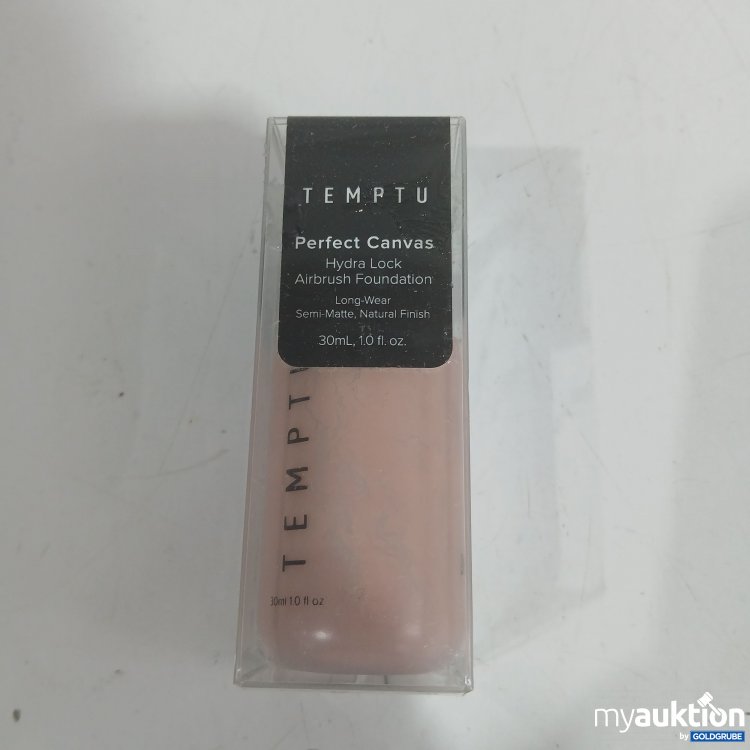 TEMPTU
Perfect Canvas
Hydra Lock
Airbrush Foundation
Long-Wear
Semi-Matte, Natural Finish
30mL, 1.0 fl. oz.
TEMPTU
30ml 1.0 fl oz
myauktion
by GOLDGRUBE